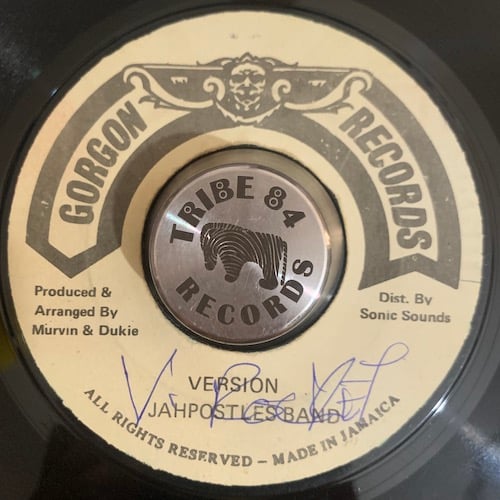 GORGON RECORDS
TRIBE 84
RECORDS
Produced &
Arranged By
Murvin & Dukie
Dist. By
Sonic Sounds
VERSION
JAHPOSTLES BAND
ALL RIGHTS RESERVED – MADE IN JAMAICA